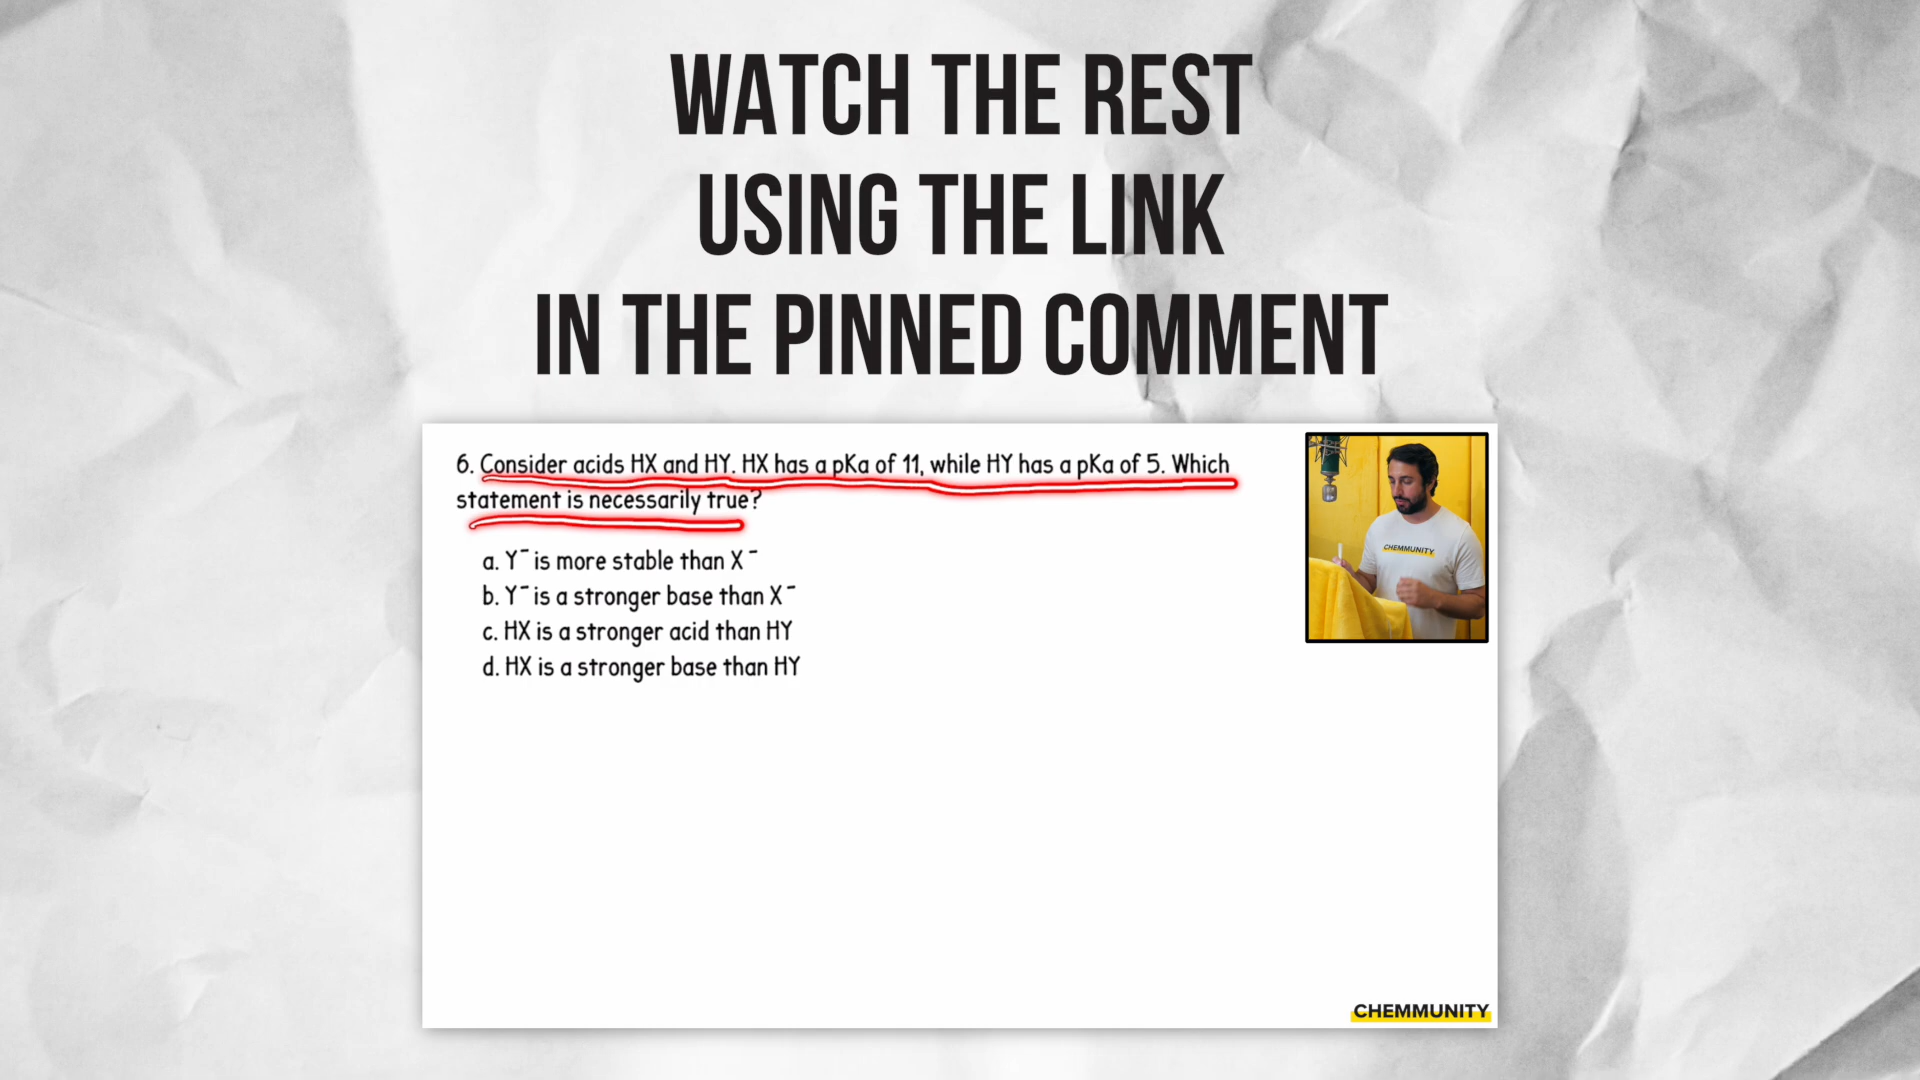 WATCH THE REST
USING THE LINK
IN THE PINNED COMMENT
6. Consider acids HX and HY. HX has a pKa of 11, while HY has a pKa of 5. Which
statement is necessarily true?
a. Y⁻ is more stable than X⁻
b. Y⁻ is a stronger base than X⁻
c. HX is a stronger acid than HY
d. HX is a stronger base than HY
CHEMMUNITY
CHEMMUNITY